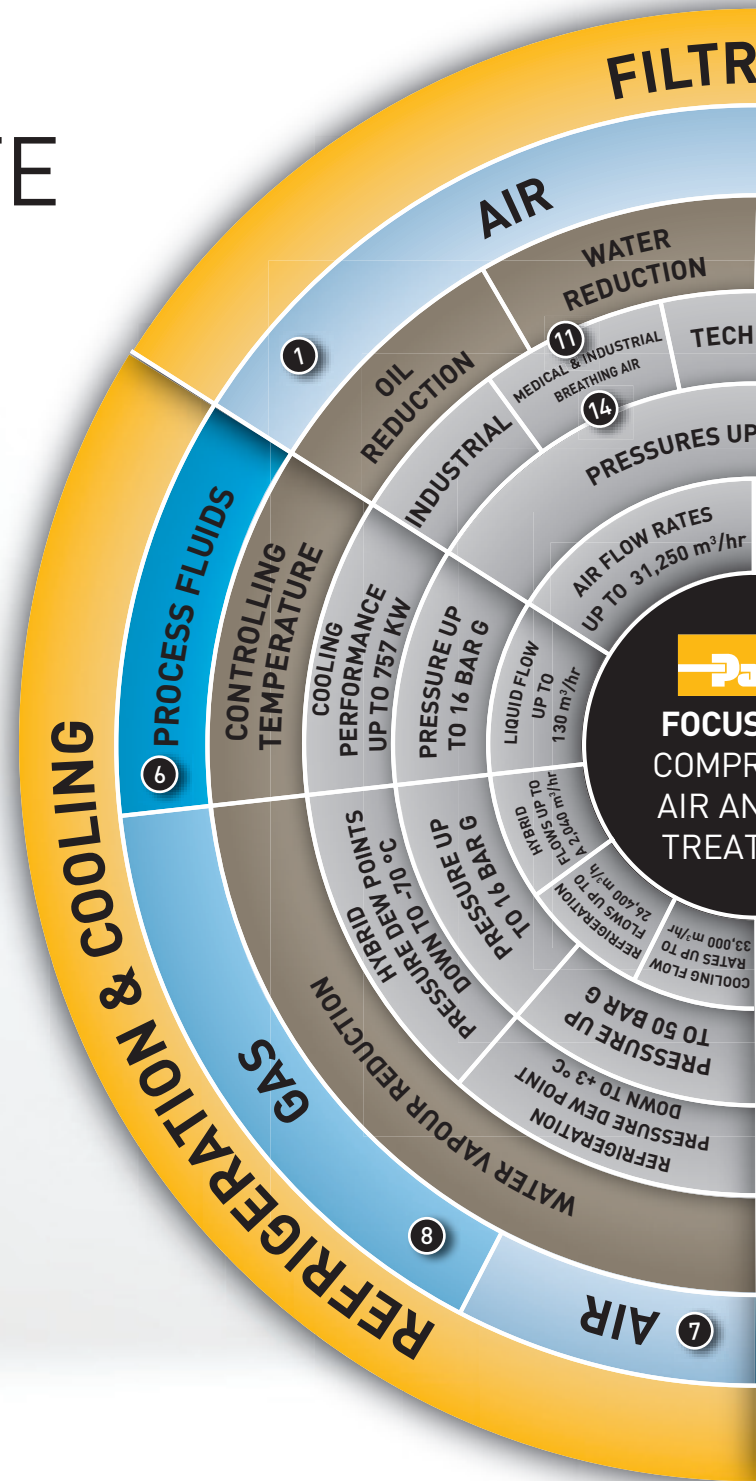 TE
FILTR
AIR
1
WATER
REDUCTION
OIL
REDUCTION
11
MEDICAL & INDUSTRIAL
BREATHING AIR
14
TECH
INDUSTRIAL
PRESSURES UP
AIR FLOW RATES
UP TO 31,250 m³/hr
REFRIGERATION & COOLING
6
PROCESS FLUIDS
CONTROLLING
TEMPERATURE
COOLING
PERFORMANCE
UP TO 757 KW
PRESSURE UP
TO 16 BAR G
LIQUID FLOW
UP TO
130 m³/hr
FOCUS
COMPR
AIR AN
TREAT
GAS
8
WATER VAPOUR REDUCTION
HYBRID
PRESSURE DEW POINTS
DOWN TO -70 °C
PRESSURE UP
TO 16 BAR G
HYBRID
FLOWS UP TO
A 2,040 m³/hr
REFRIGERATION
FLOWS UP TO
26,400 m³/h
COOLING FLOW
RATES UP TO
33,000 m³/hr
PRESSURE UP
TO 50 BAR G
REFRIGERATION
PRESSURE DEW POINT
DOWN TO +3 °C
AIR
7